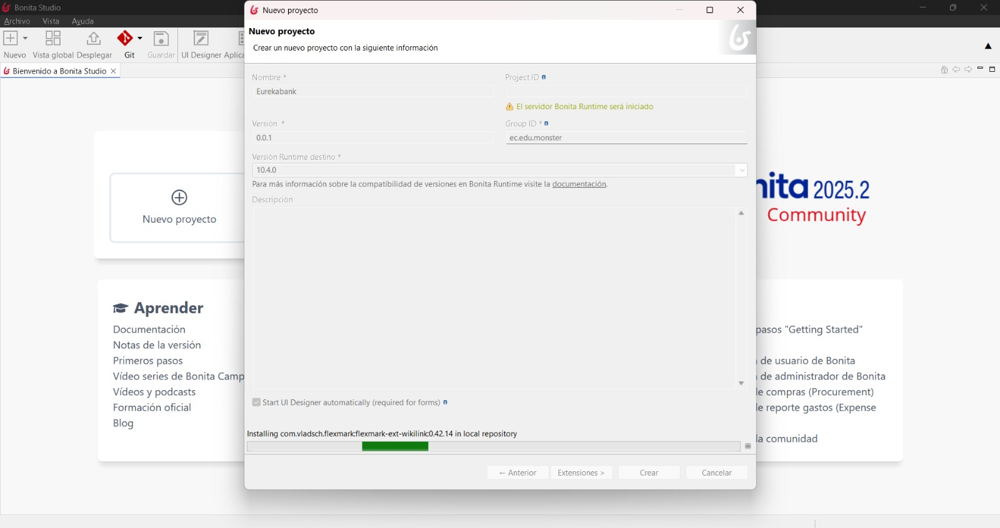 Bonita Studio
Archivo Vista Ayuda
Nuevo Vista global Desplegar Git Guardar UI Designer Aplica
Bienvenido a Bonita Studio
Nuevo proyecto
Nuevo proyecto
Nuevo proyecto
Crear un nuevo proyecto con la siguiente información
Nombre *
Eurekabank
Project ID
El servidor Bonita Runtime será iniciado
Versión *
0.0.1
Group ID *
ec.edu.monster
Versión Runtime destino *
10.4.0
Para más información sobre la compatibilidad de versiones en Bonita Runtime visite la documentación.
Descripción
Start UI Designer automatically (required for forms)
Installing com.vladsch.flexmark:flexmark-ext-wikilink:0.42.14 in local repository
← Anterior Extensiones > Crear Cancelar
nita 2025.2
Community
Aprender
Documentación
Notas de la versión
Primeros pasos
Vídeo series de Bonita Camp
Vídeos y podcasts
Formación oficial
Blog
pasos "Getting Started"
de usuario de Bonita
de administrador de Bonita
e compras (Procurement)
e reporte gastos (Expense
la comunidad